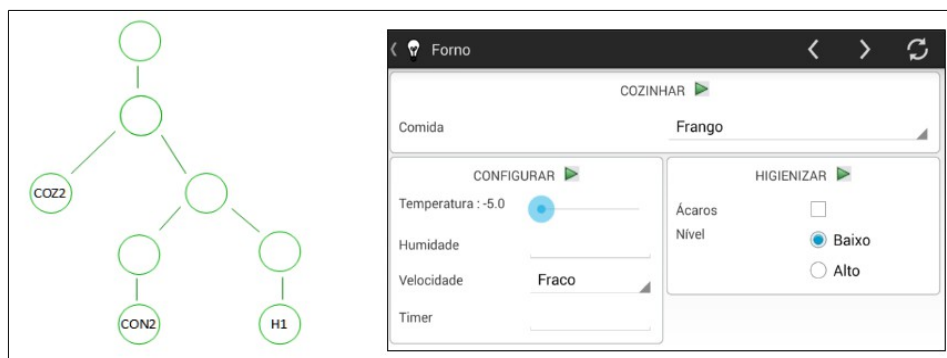 COZ2
CON2
H1
Forno
COZINHAR
Comida
Frango
CONFIGURAR
Temperatura : -5.0
Humidade
Velocidade
Fraco
Timer
HIGIENIZAR
Ácaros
Nível
Baixo
Alto